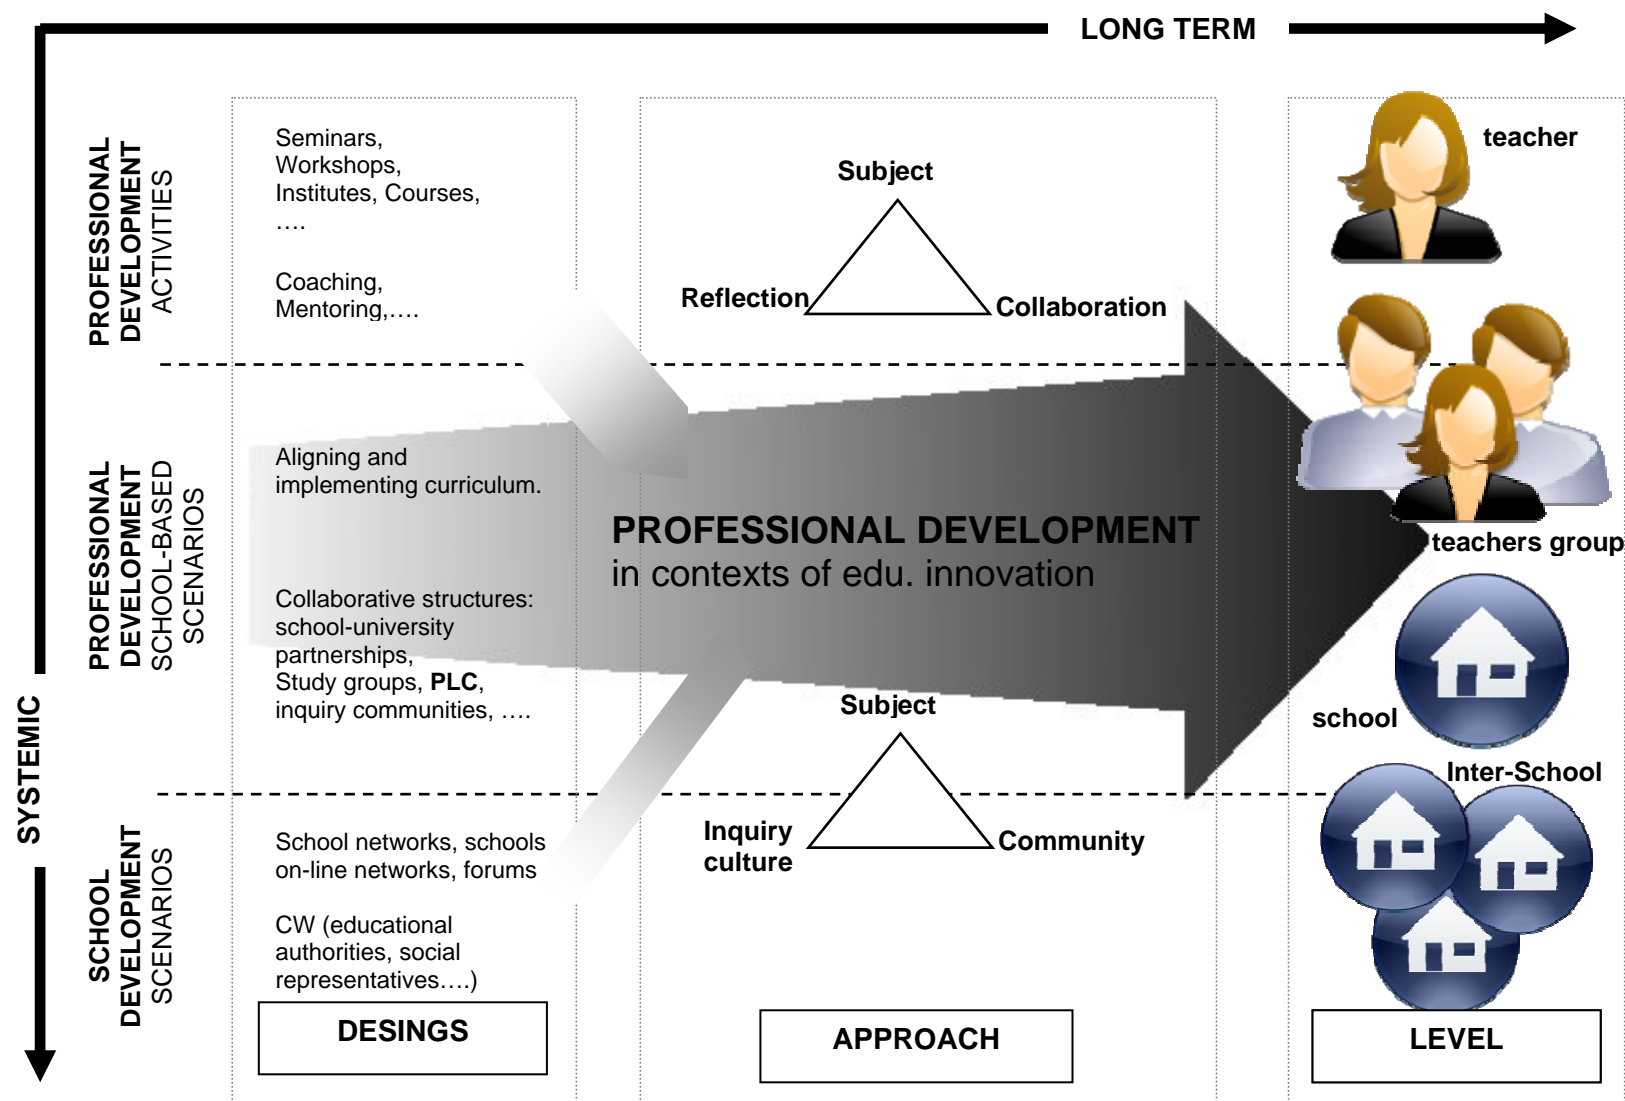 LONG TERM
SYSTEMIC
PROFESSIONAL
DEVELOPMENT
ACTIVITIES
Seminars,
Workshops,
Institutes, Courses,
….
Coaching,
Mentoring,….
Subject
Reflection
Collaboration
teacher
PROFESSIONAL
DEVELOPMENT
SCHOOL-BASED
SCENARIOS
Aligning and
implementing curriculum.
Collaborative structures:
school-university
partnerships,
Study groups, PLC,
inquiry communities, ….
PROFESSIONAL DEVELOPMENT
in contexts of edu. innovation
teachers group
school
Subject
Inquiry
culture
Community
Inter-School
SCHOOL
DEVELOPMENT
SCENARIOS
School networks, schools
on-line networks, forums
CW (educational
authorities, social
representatives….)
DESINGS
APPROACH
LEVEL